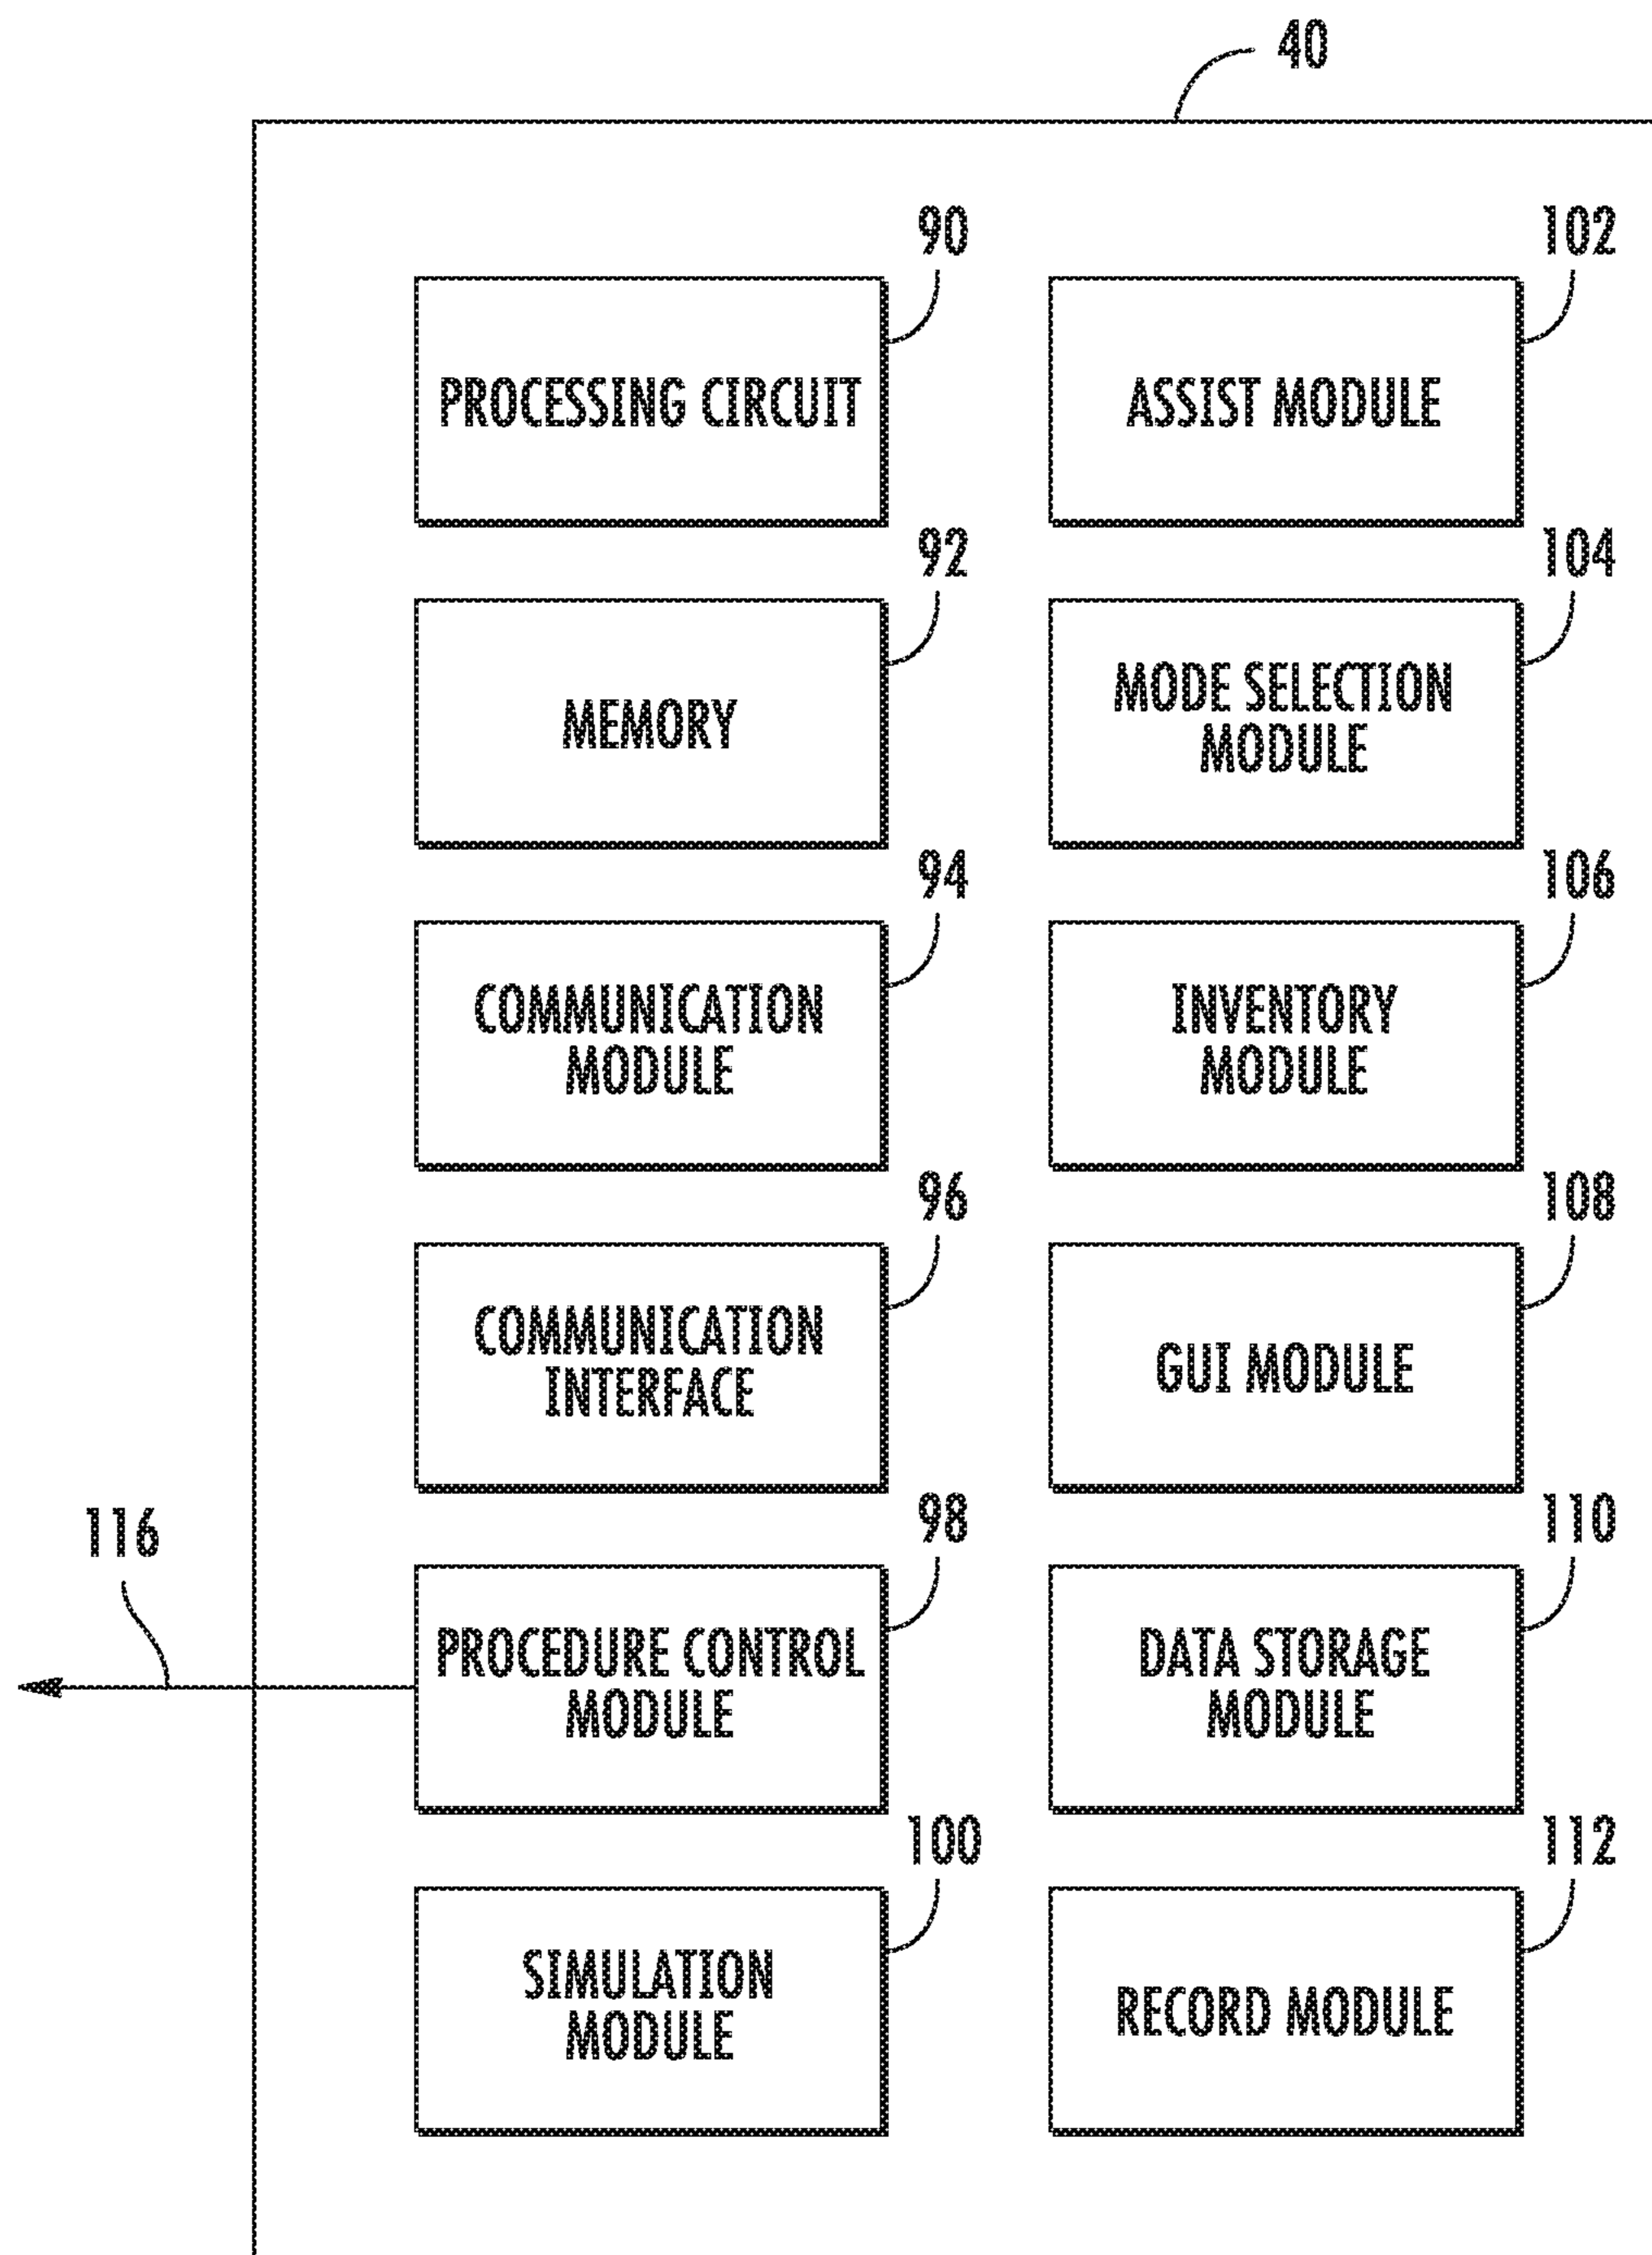 40
90
102
PROCESSING CIRCUIT
ASSIST MODULE
92
104
MEMORY
MODE SELECTION
MODULE
94
106
COMMUNICATION
MODULE
INVENTORY
MODULE
96
108
COMMUNICATION
INTERFACE
GUI MODULE
116
98
110
PROCEDURE CONTROL
MODULE
DATA STORAGE
MODULE
100
112
SIMULATION
MODULE
RECORD MODULE